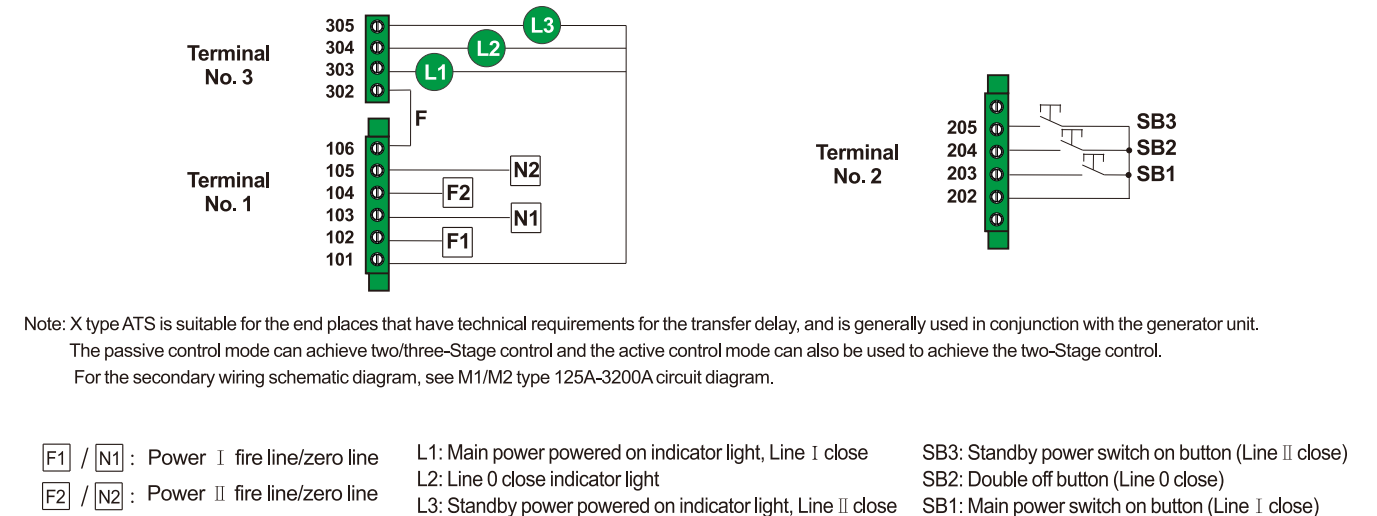 305
L3
304
L2
Terminal
No. 3
303
L1
302
F
106
105
N2
104
F2
Terminal
No. 1
103
N1
102
F1
101
205
SB3
204
SB2
Terminal
No. 2
203
SB1
202
Note: X type ATS is suitable for the end places that have technical requirements for the transfer delay, and is generally used in conjunction with the generator unit.
The passive control mode can achieve two/three-Stage control and the active control mode can also be used to achieve the two-Stage control.
For the secondary wiring schematic diagram, see M1/M2 type 125A-3200A circuit diagram.
F1 / N1 : Power Ⅰ fire line/zero line
F2 / N2 : Power Ⅱ fire line/zero line
L1: Main power powered on indicator light, Line Ⅰ close
L2: Line 0 close indicator light
L3: Standby power powered on indicator light, Line Ⅱ close
SB3: Standby power switch on button (Line Ⅱ close)
SB2: Double off button (Line 0 close)
SB1: Main power switch on button (Line Ⅰ close)